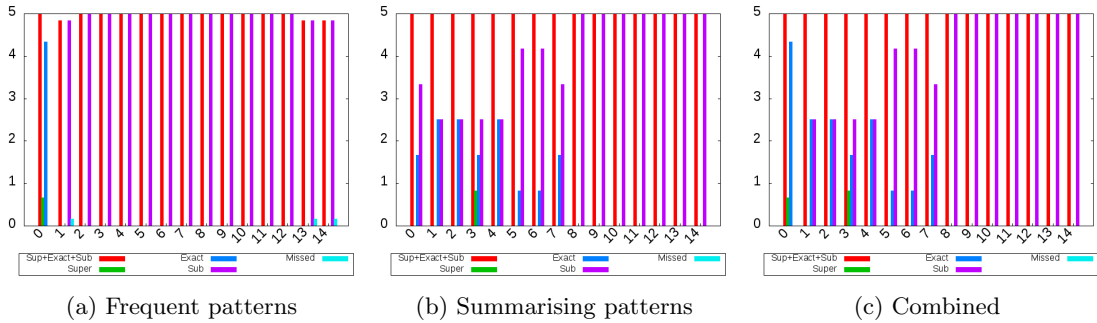 5
4
3
2
1
0
0 1 2 3 4 5 6 7 8 9 10 11 12 13 14
Sup+Exact+Sub Exact Missed
Super Sub
(a) Frequent patterns
5
4
3
2
1
0
0 1 2 3 4 5 6 7 8 9 10 11 12 13 14
Sup+Exact+Sub Exact Missed
Super Sub
(b) Summarising patterns
5
4
3
2
1
0
0 1 2 3 4 5 6 7 8 9 10 11 12 13 14
Sup+Exact+Sub Exact Missed
Super Sub
(c) Combined